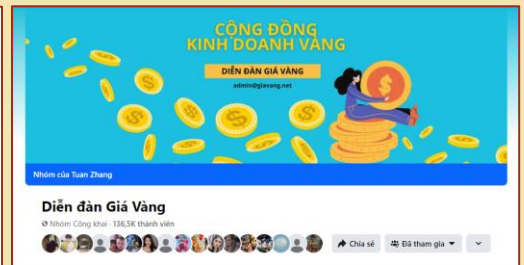 CỘNG ĐỒNG
KINH DOANH VÀNG
DIỄN ĐÀN GIÁ VÀNG
admin@giavang.net
Nhóm của Tuan Zhang
Diễn đàn Giá Vàng
Nhóm Công khai · 136,5K thành viên
Chia sẻ
Đã tham gia